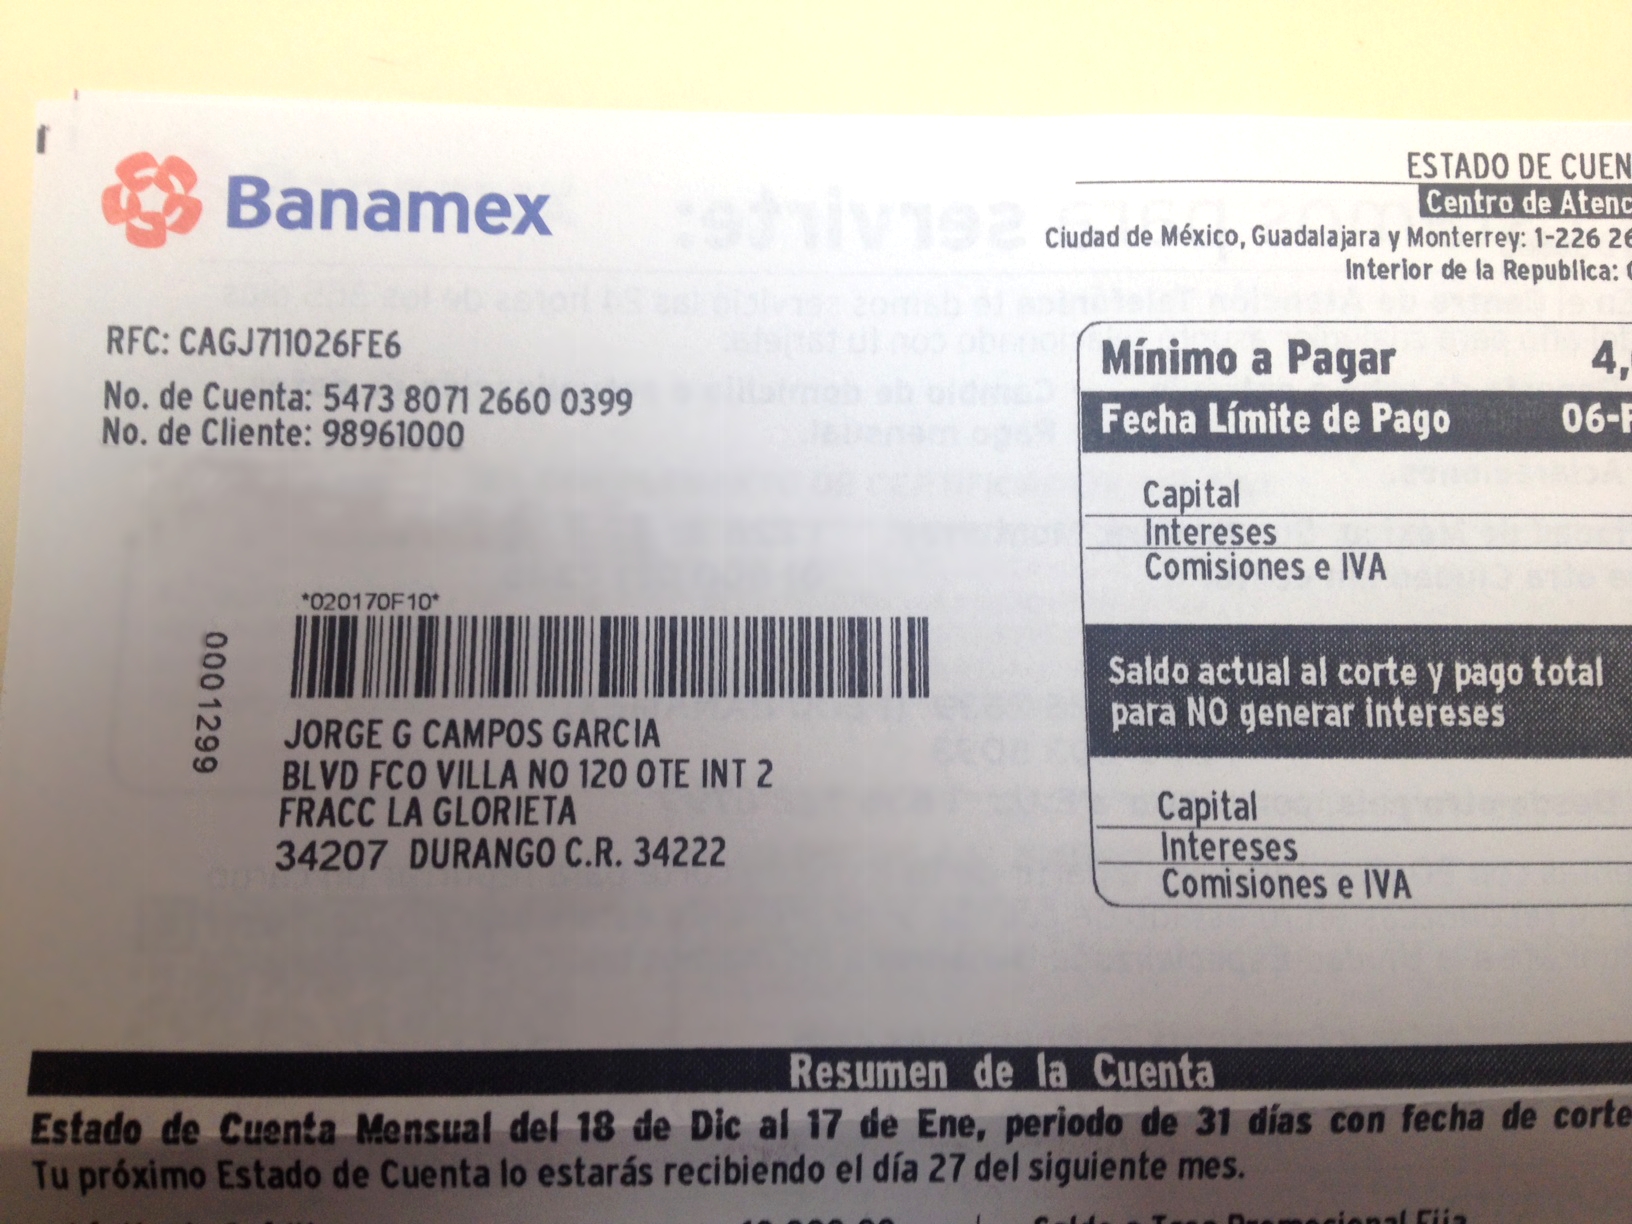 Banamex
ESTADO DE CUEN
Centro de Atenc
Ciudad de México, Guadalajara y Monterrey: 1-226 26
Interior de la Republica:
RFC: CAGJ711026FE6
No. de Cuenta: 5473 8071 2660 0399
No. de Cliente: 98961000
Mínimo a Pagar 4,
Fecha Límite de Pago 06-F
Capital
Intereses
Comisiones e IVA
*020170F10*
0001299
JORGE G CAMPOS GARCIA
BLVD FCO VILLA NO 120 OTE INT 2
FRACC LA GLORIETA
34207 DURANGO C.R. 34222
Saldo actual al corte y pago total
para NO generar intereses
Capital
Intereses
Comisiones e IVA
Resumen de la Cuenta
Estado de Cuenta Mensual del 18 de Dic al 17 de Ene, periodo de 31 días con fecha de corte
Tu próximo Estado de Cuenta lo estarás recibiendo el día 27 del siguiente mes.